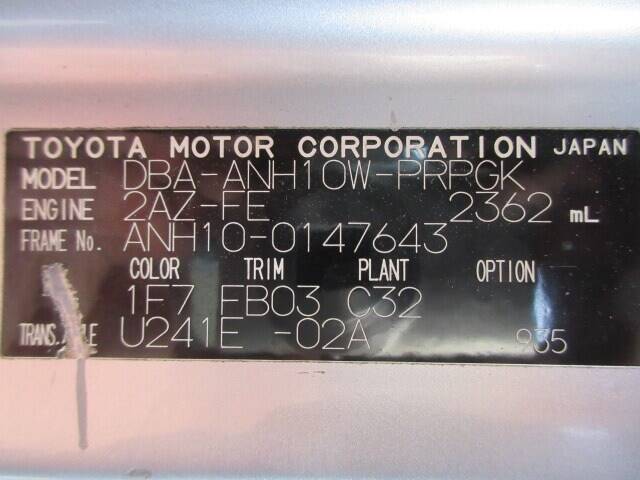 TOYOTA MOTOR CORPORATION JAPAN
MODEL DBA-ANH10W-PRPGK
ENGINE 2AZ-FE 2362 mL
FRAME No. ANH10-0147643
COLOR TRIM PLANT OPTION
1F7 FB03 C32
U241E -02A 935